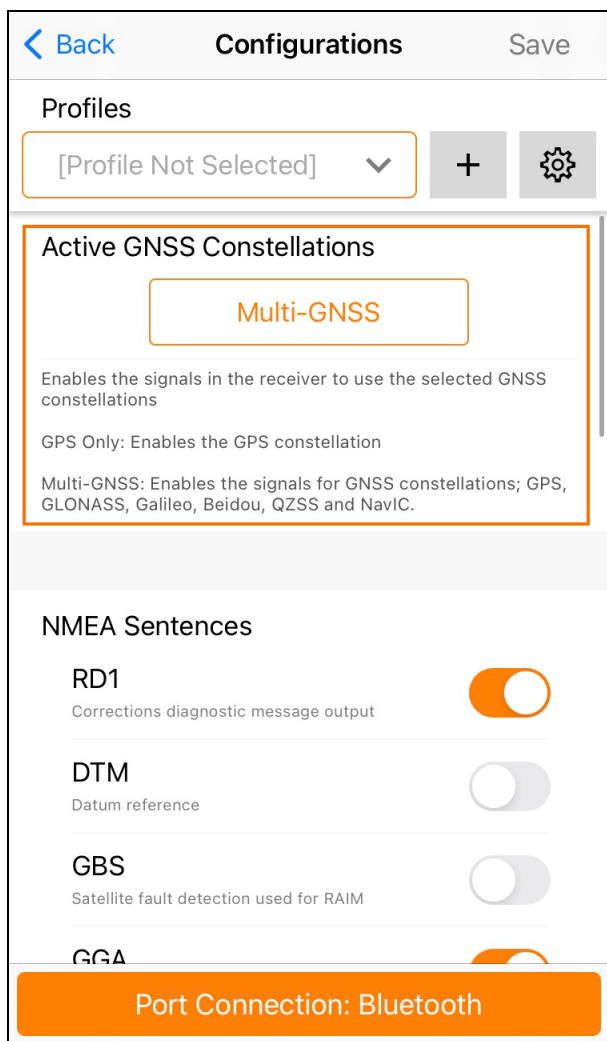 Back
Configurations
Save
Profiles
[Profile Not Selected]
+
Active GNSS Constellations
Multi-GNSS
Enables the signals in the receiver to use the selected GNSS
constellations
GPS Only: Enables the GPS constellation
Multi-GNSS: Enables the signals for GNSS constellations; GPS,
GLONASS, Galileo, Beidou, QZSS and NavIC.
NMEA Sentences
RD1
Corrections diagnostic message output
DTM
Datum reference
GBS
Satellite fault detection used for RAIM
GGA
Port Connection: Bluetooth